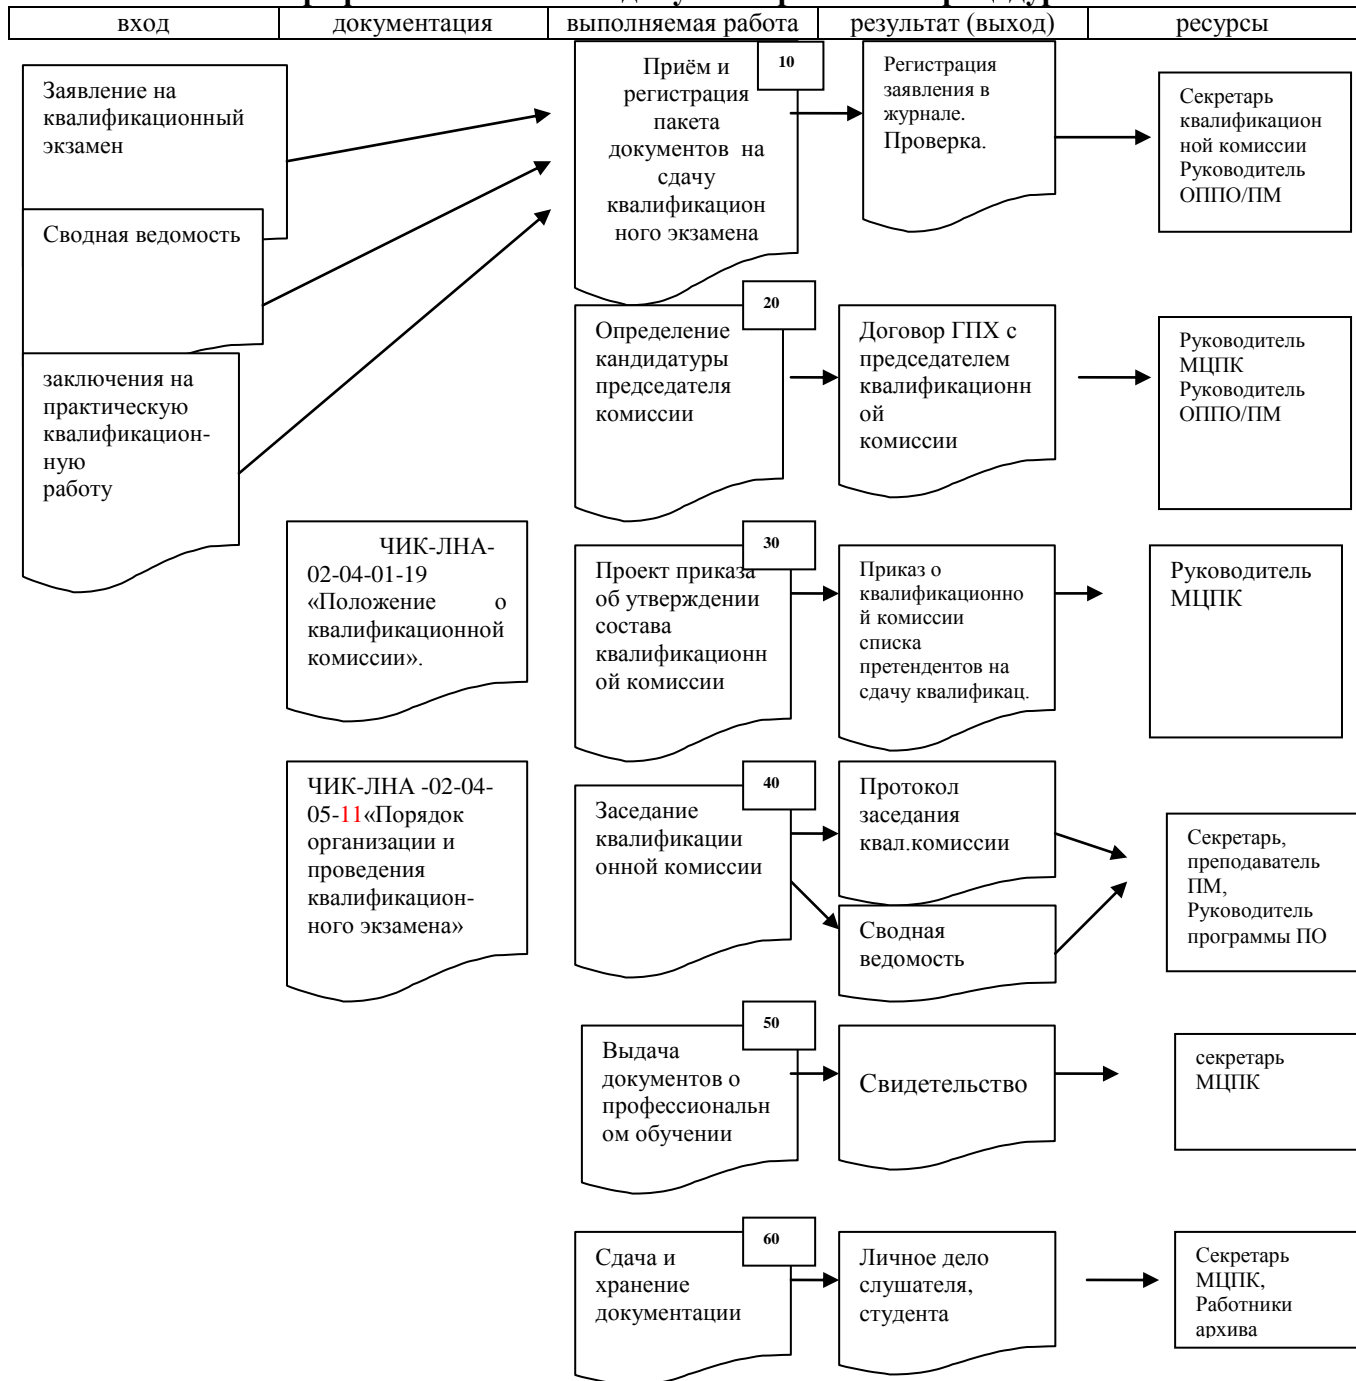 вход
документация
выполняемая работа
результат (выход)
ресурсы
Заявление на
квалификационный
экзамен
Сводная ведомость
заключения на
практическую
квалификацион-
ную
работу
ЧИК-ЛНА-
02-04-01-19
«Положение о
квалификационной
комиссии».
ЧИК-ЛНА -02-04-
05-11«Порядок
организации и
проведения
квалификацион-
ного экзамена»
10
Приём и
регистрация
пакета
документов на
сдачу
квалификацион
ного экзамена
Регистрация
заявления в
журнале.
Проверка.
Секретарь
квалификацион
ной комиссии
Руководитель
ОППО/ПМ
20
Определение
кандидатуры
председателя
комиссии
Договор ГПХ с
председателем
квалификационн
ой
комиссии
Руководитель
МЦПК
Руководитель
ОППО/ПМ
30
Проект приказа
об утверждении
состава
квалификационн
ой комиссии
Приказ о
квалификационно
й комиссии
списка
претендентов на
сдачу квалификац.
Руководитель
МЦПК
40
Заседание
квалификации
онной комиссии
Протокол
заседания
квал.комиссии
Сводная
ведомость
Секретарь,
преподаватель
ПМ,
Руководитель
программы ПО
50
Выдача
документов о
профессиональн
ом обучении
Свидетельство
секретарь
МЦПК
60
Сдача и
хранение
документации
Личное дело
слушателя,
студента
Секретарь
МЦПК,
Работники
архива